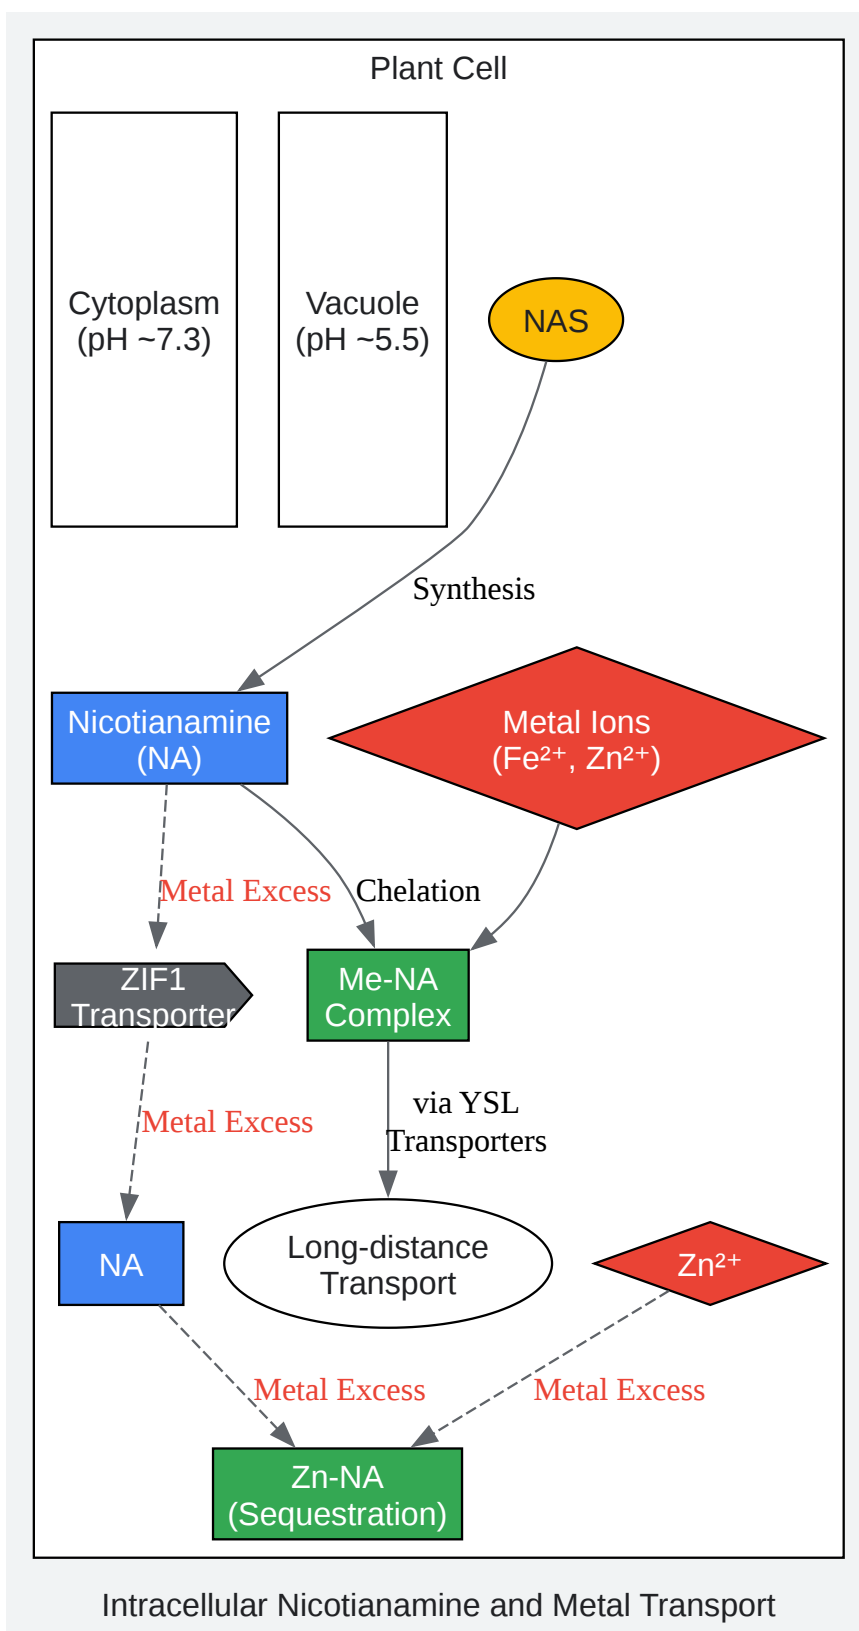 Plant Cell
Cytoplasm
(pH ~7.3)
Vacuole
(pH ~5.5)
NAS
Synthesis
Nicotianamine
(NA)
Metal Ions
(Fe²⁺, Zn²⁺)
Metal Excess
Chelation
ZIF1
Transporter
Me-NA
Complex
Metal Excess
via YSL
Transporters
NA
Long-distance
Transport
Zn²⁺
Metal Excess
Metal Excess
Zn-NA
(Sequestration)
Intracellular Nicotianamine and Metal Transport